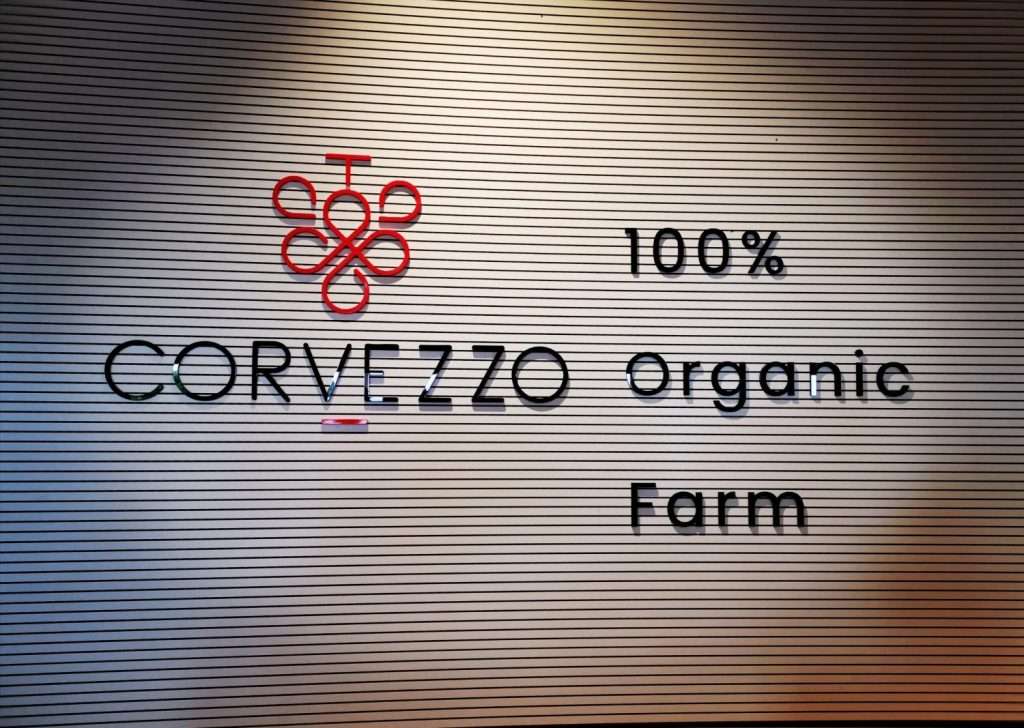 CORVEZZO
100%
Organic
Farm